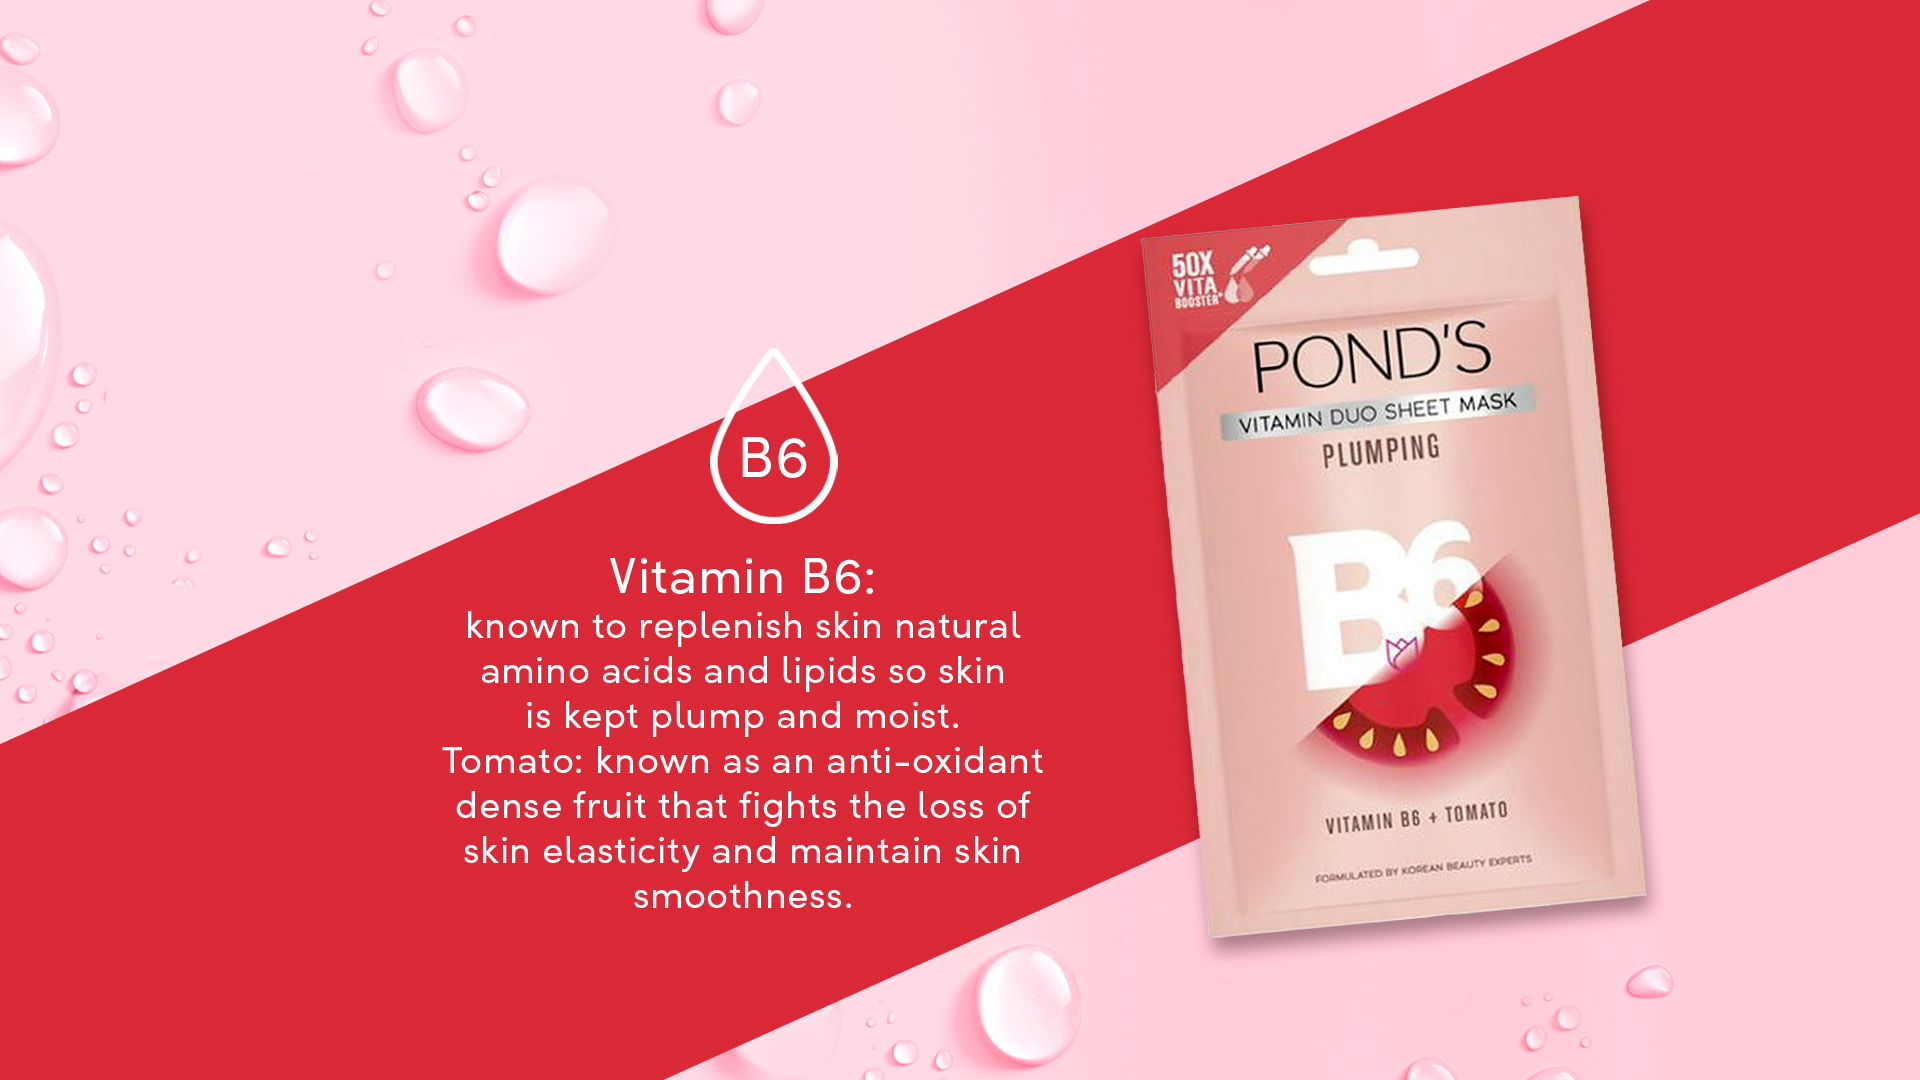 B6
Vitamin B6:
known to replenish skin natural
amino acids and lipids so skin
is kept plump and moist.
Tomato: known as an anti-oxidant
dense fruit that fights the loss of
skin elasticity and maintain skin
smoothness.
50X
VITA
BOOSTER*
POND'S
VITAMIN DUO SHEET MASK
PLUMPING
B6
VITAMIN B6 + TOMATO
FORMULATED BY KOREAN BEAUTY EXPERTS